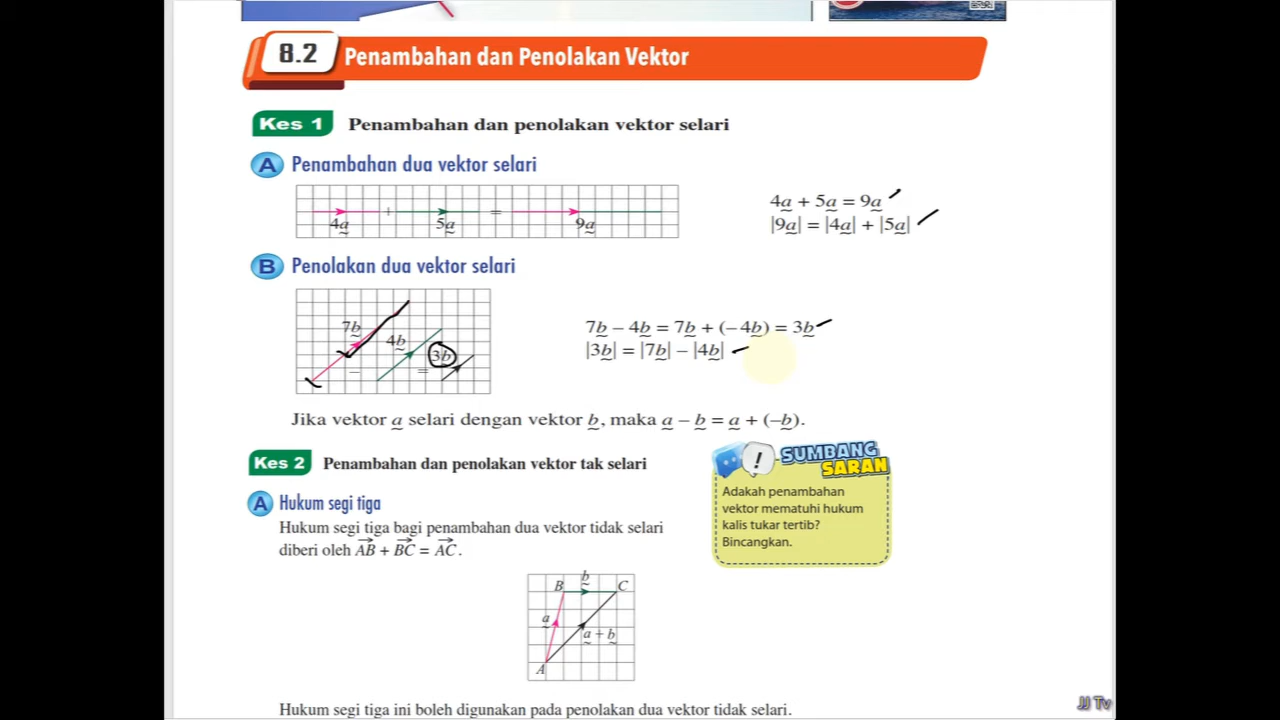 8.2 Penambahan dan Penolakan Vektor
Kes 1 Penambahan dan penolakan vektor selari
A Penambahan dua vektor selari
4a + 5a = 9a
4a + 5a = 9a
|9a| = |4a| + |5a|
B Penolakan dua vektor selari
7b − 4b = 3b
7b − 4b = 7b + (−4b) = 3b
|3b| = |7b| − |4b|
Jika vektor a selari dengan vektor b, maka a − b = a + (−b).
Kes 2 Penambahan dan penolakan vektor tak selari
A Hukum segi tiga
Hukum segi tiga bagi penambahan dua vektor tidak selari
diberi oleh AB + BC = AC.
! SUMBANG
SARAN
Adakah penambahan
vektor mematuhi hukum
kalis tukar tertib?
Bincangkan.
B b C
a
a + b
A
Hukum segi tiga ini boleh digunakan pada penolakan dua vektor tidak selari.
JJ Tv